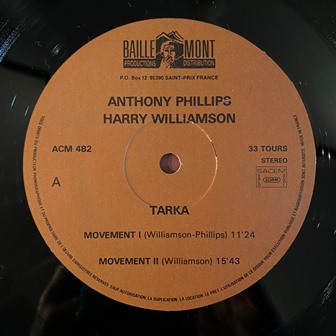 BAILLE MONT
PRODUCTIONS DISTRIBUTION
P.O. Box 12 95390 SAINT-PRIX FRANCE
ANTHONY PHILLIPS
HARRY WILLIAMSON
ACM 482
33 TOURS
STEREO
SACEM
A
TARKA
MOVEMENT I (Williamson-Phillips) 11'24
MOVEMENT II (Williamson) 15'43